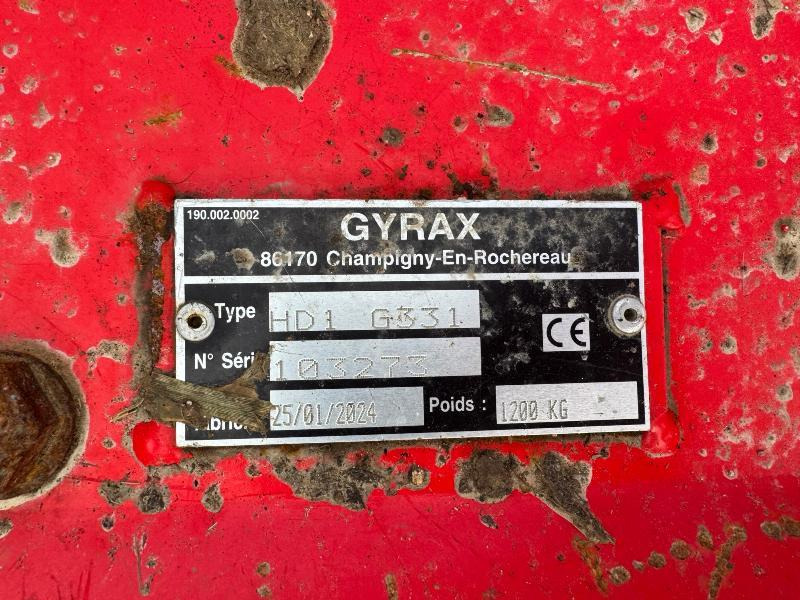 190.002.0002
GYRAX
86170 Champigny-En-Rochereau
Type HD1 G331
N° Séri 103273
25/01/2024 Poids : 1200 KG
CE